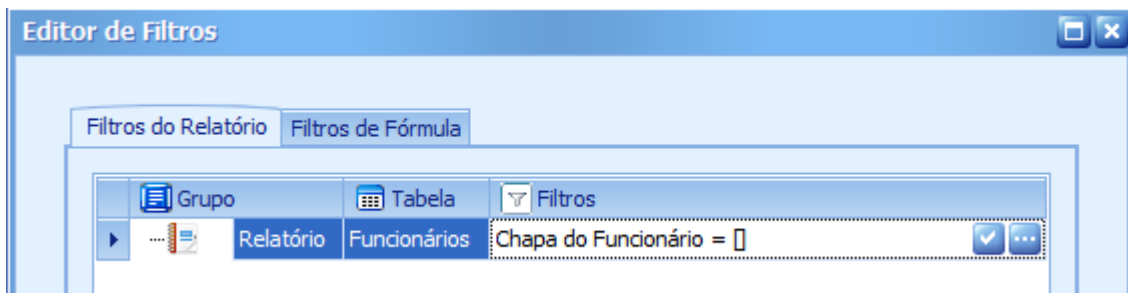 Editor de Filtros
Filtros do Relatório Filtros de Fórmula
Grupo Tabela Filtros
Relatório Funcionários Chapa do Funcionário = []